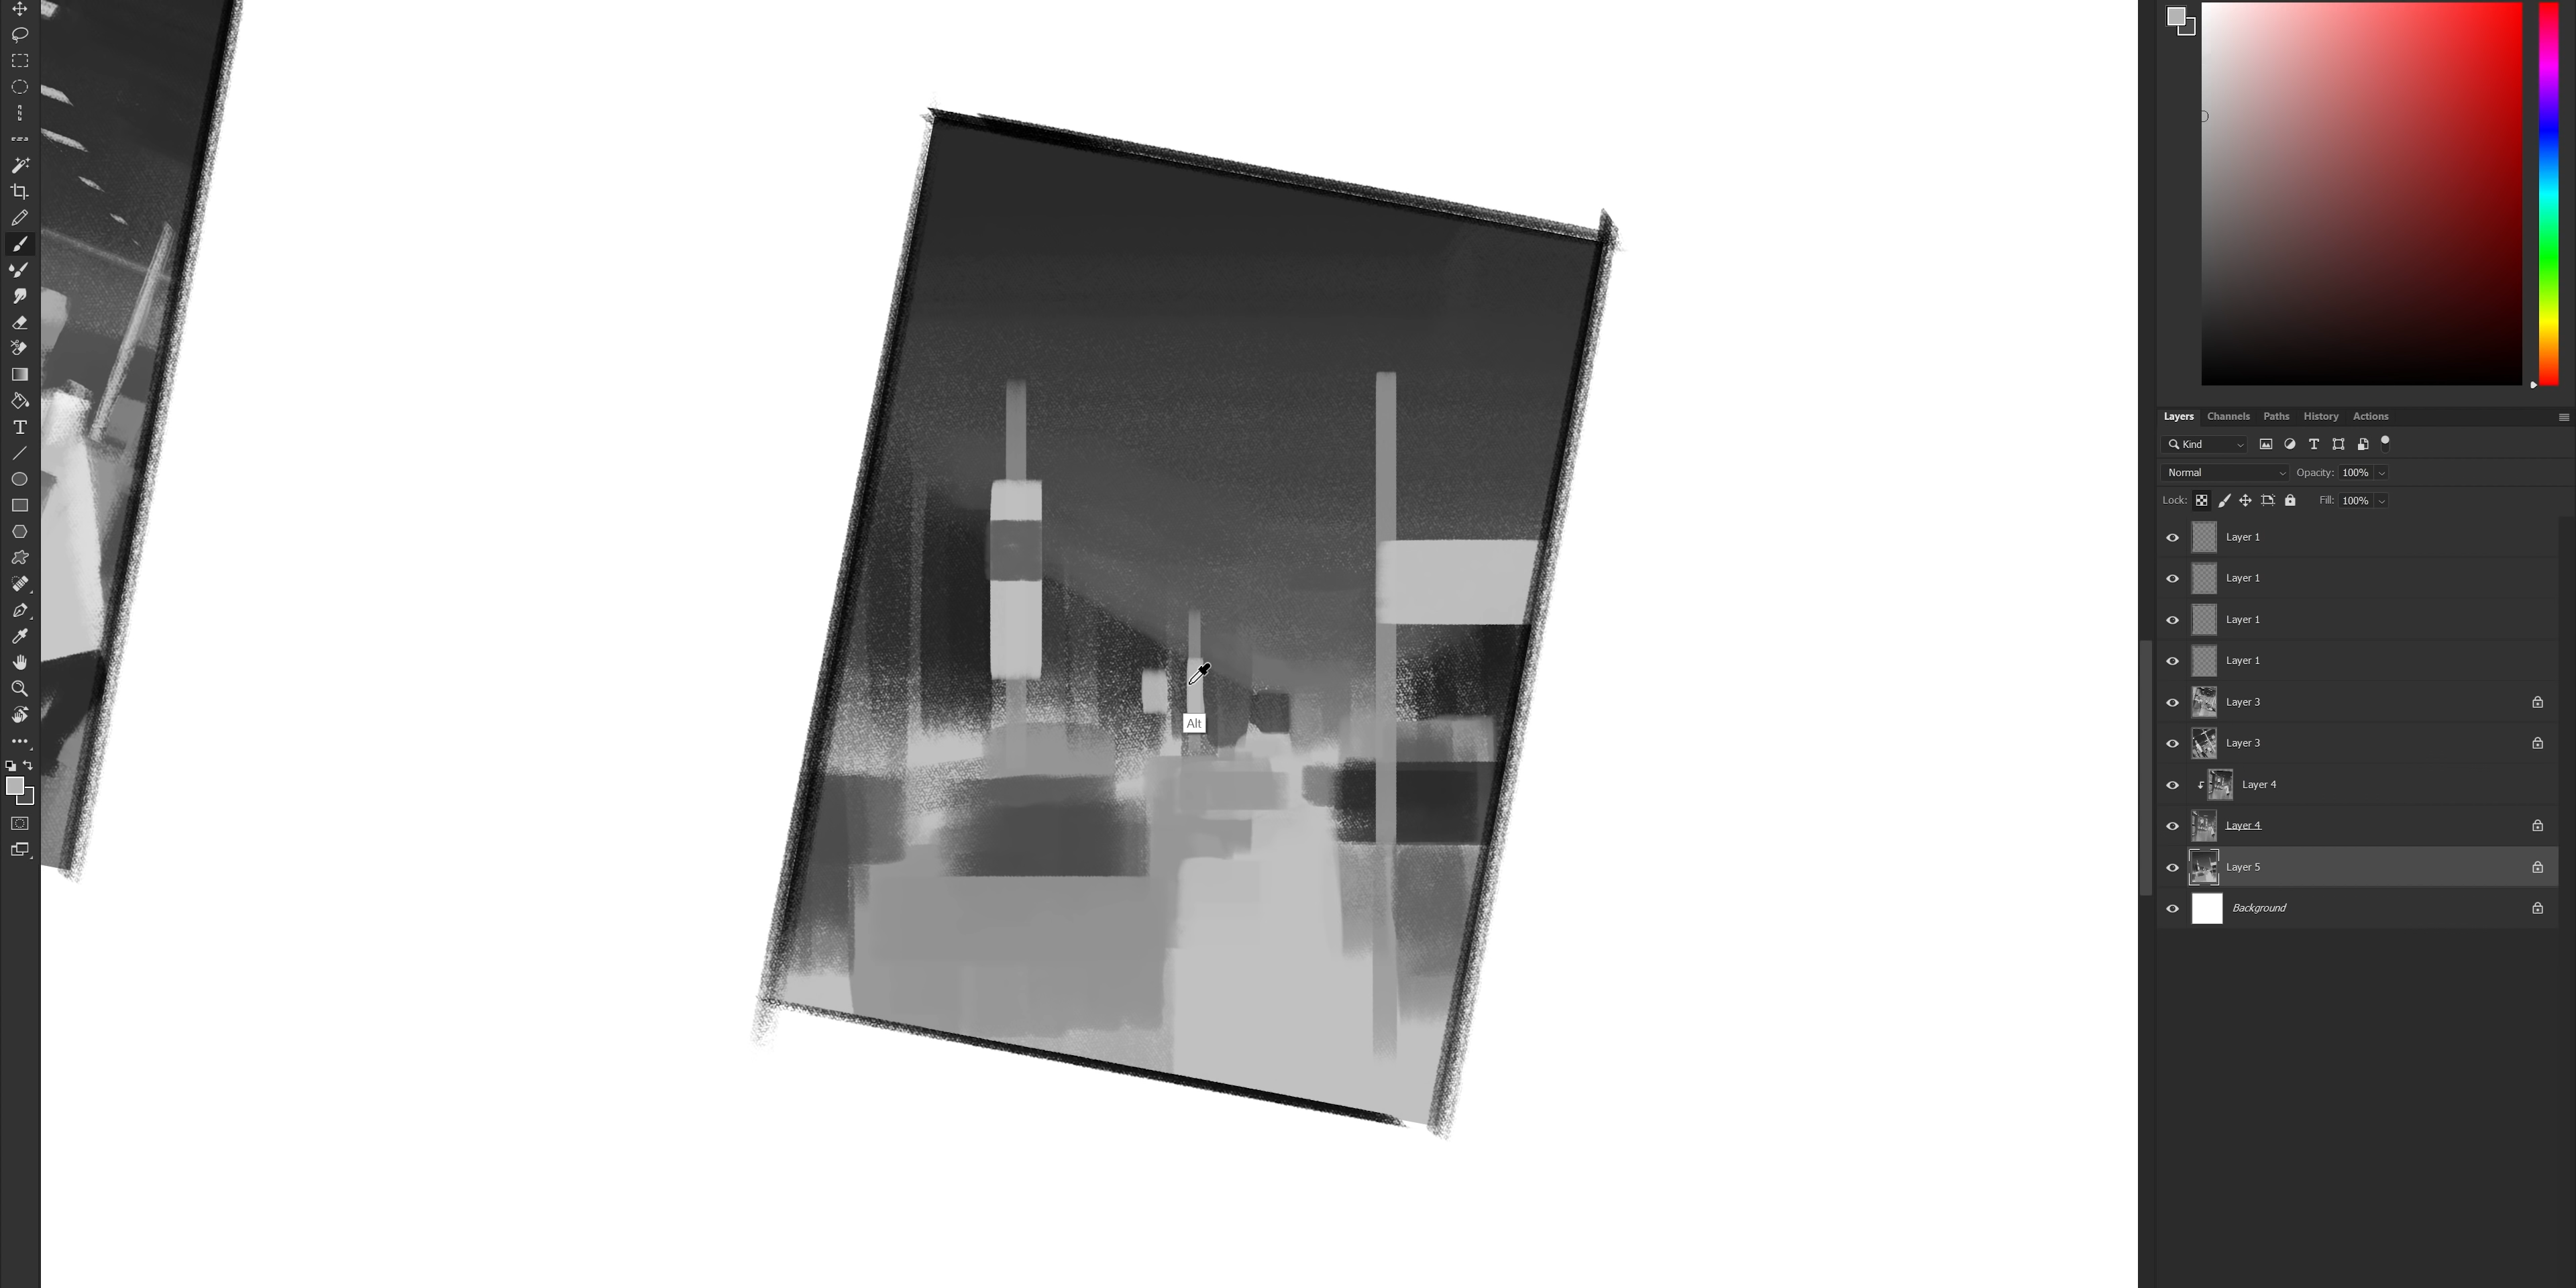 Layers Channels Paths History Actions
Kind
Normal Opacity: 100%
Lock: Fill: 100%
Layer 1
Layer 1
Layer 1
Layer 1
Layer 3
Layer 3
Layer 4
Layer 4
Layer 5
Background
Alt